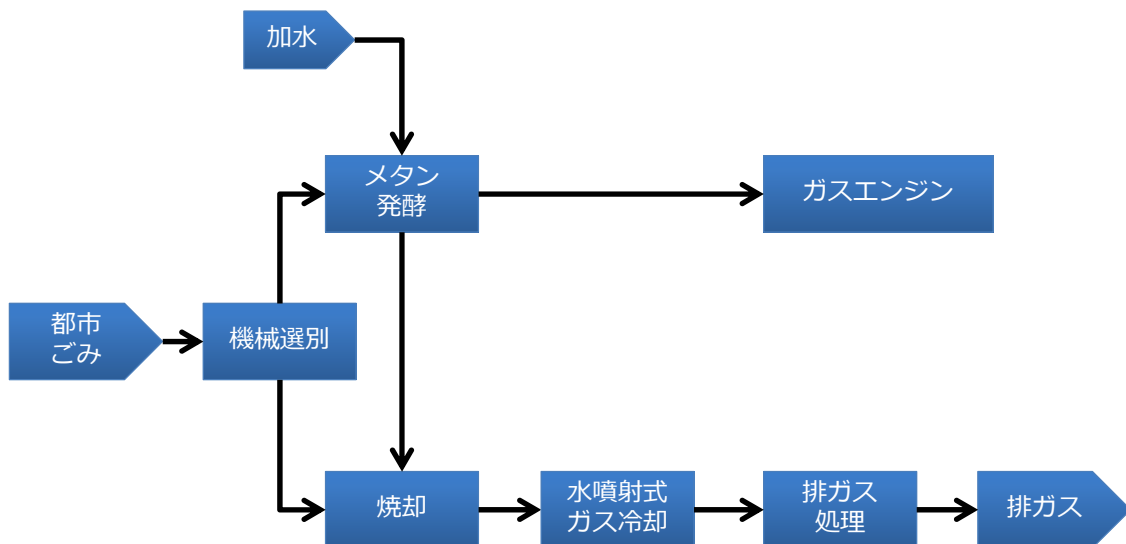 加水
メタン
発酵
ガスエンジン
都市
ごみ
機械選別
焼却
水噴射式
ガス冷却
排ガス
処理
排ガス